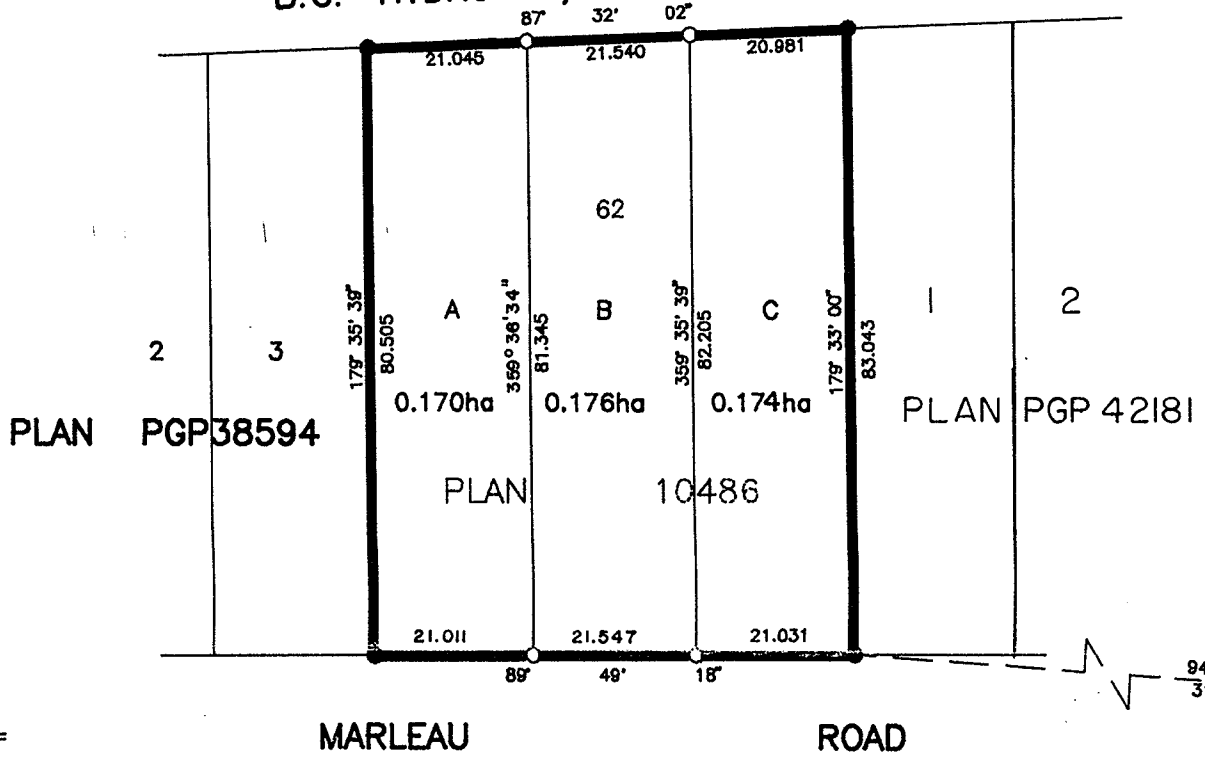 B.C.
87° 32' 02"
21.045 21.540 20.981
62
179° 35' 39"
80.505
A
359° 36' 34"
81.345
B
359° 35' 39"
82.205
C
179° 33' 00"
83.043
1 2
2 3
0.170ha 0.176ha 0.174ha
PLAN PGP38594
PLAN PGP 42181
PLAN 10486
21.011 21.547 21.031
89° 49' 18"
94
MARLEAU ROAD